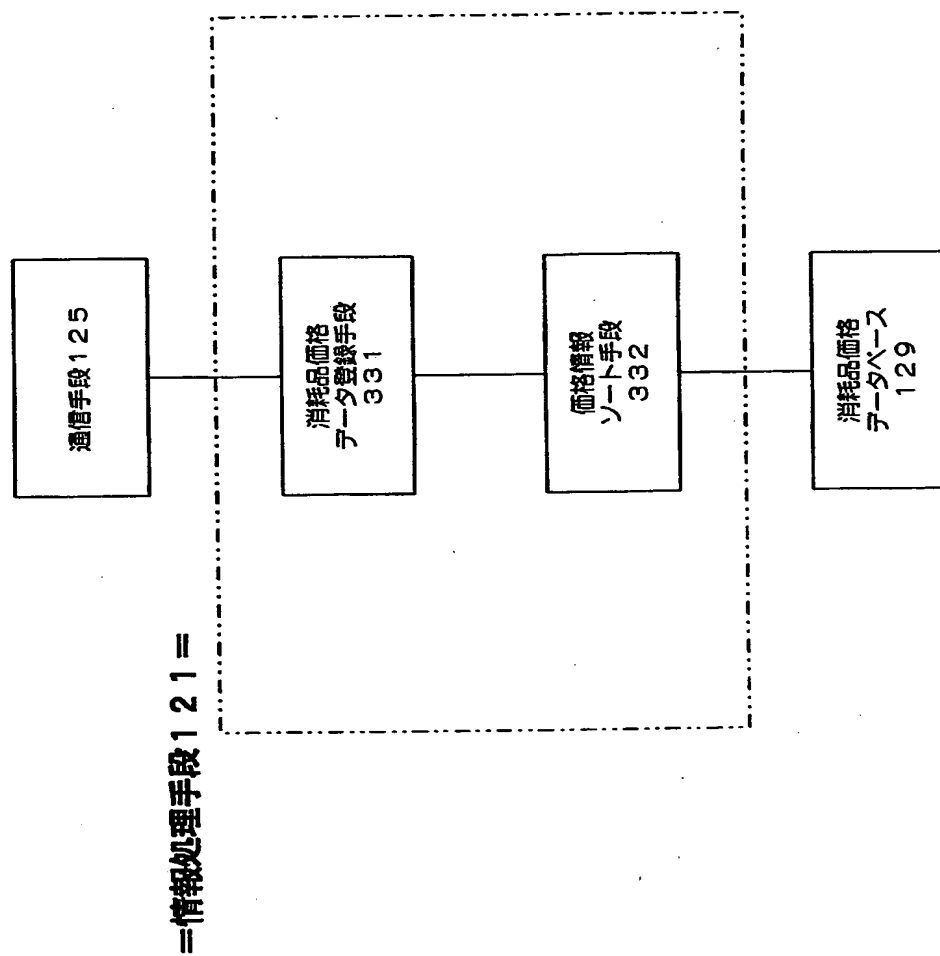 =情報処理手段121=
通信手段125
消耗品価格
データ登録手段
331
価格情報
ソート手段
332
消耗品価格
データベース
129